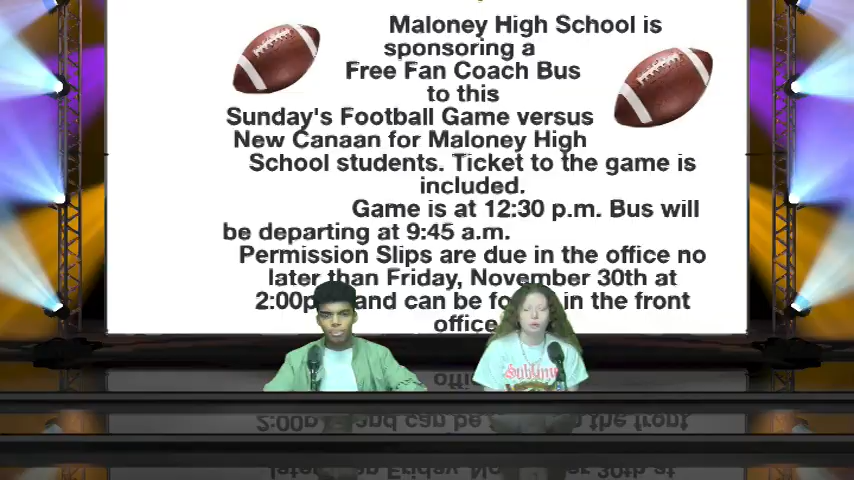 Maloney High School is
sponsoring a
Free Fan Coach Bus
to this
Sunday's Football Game versus
New Canaan for Maloney High
School students. Ticket to the game is
included.
Game is at 12:30 p.m. Bus will
be departing at 9:45 a.m.
Permission Slips are due in the office no
later than Friday, November 30th at
2:00p and can be fo in the front
office
Sublime